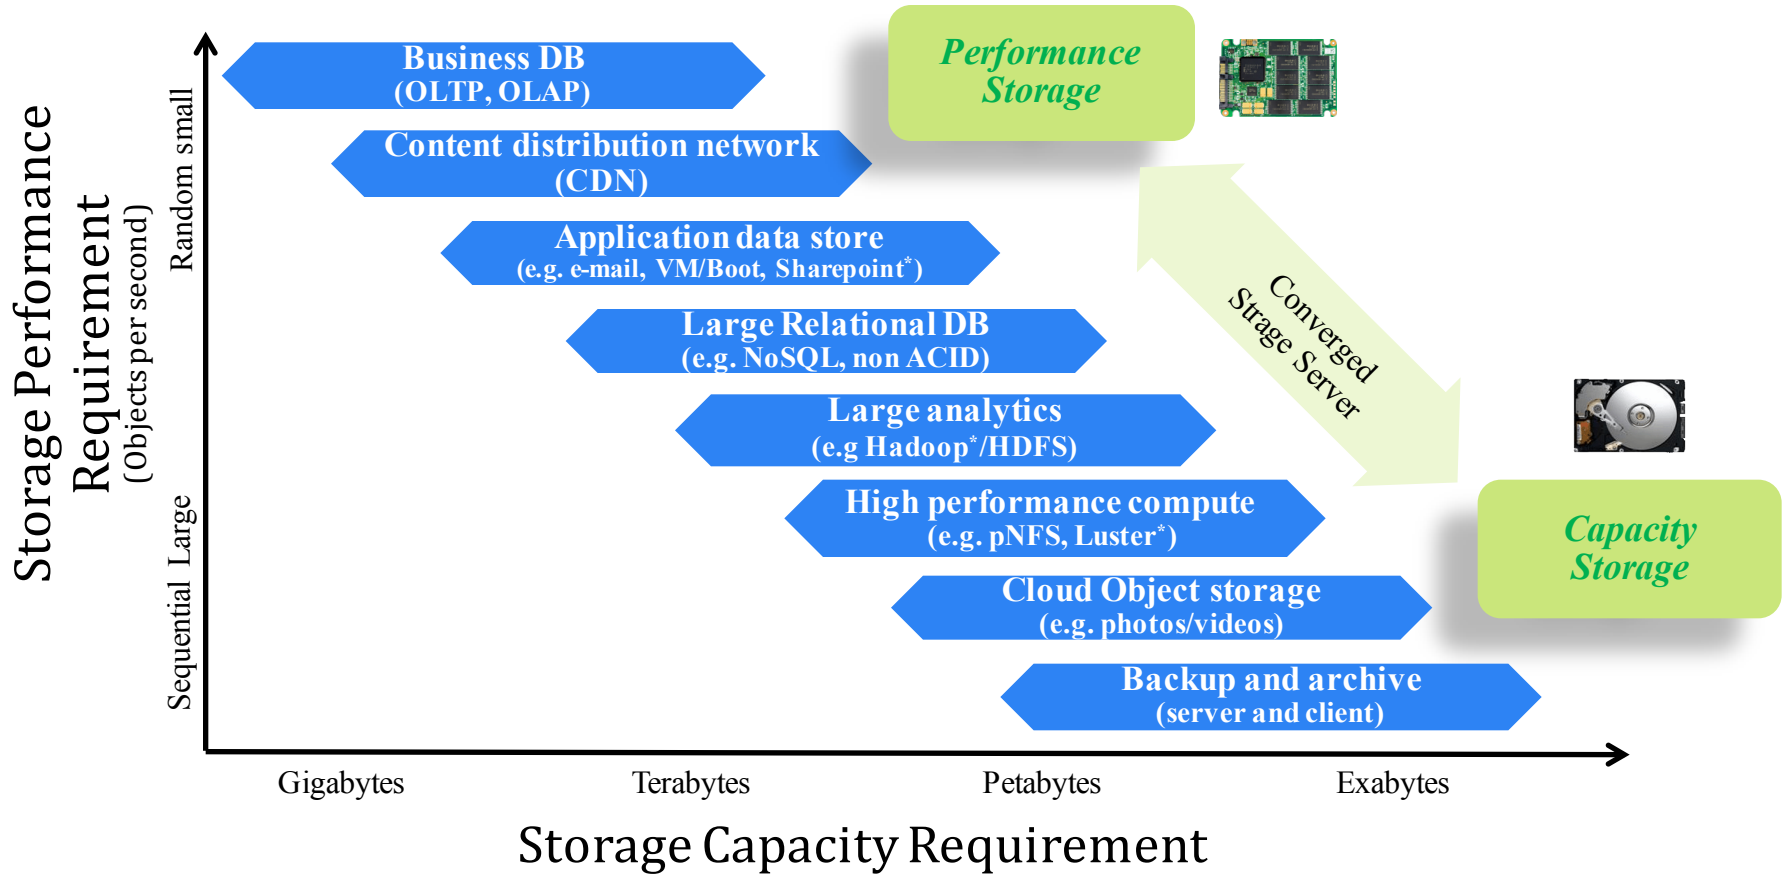 Storage Performance
Requirement
(Objects per second)
Random small
Sequential Large
Business DB
(OLTP, OLAP)
Content distribution network
(CDN)
Application data store
(e.g. e-mail, VM/Boot, Sharepoint*)
Large Relational DB
(e.g. NoSQL, non ACID)
Large analytics
(e.g Hadoop*/HDFS)
High performance compute
(e.g. pNFS, Luster*)
Cloud Object storage
(e.g. photos/videos)
Backup and archive
(server and client)
Performance
Storage
Converged
Strage Server
Capacity
Storage
Gigabytes
Terabytes
Petabytes
Exabytes
Storage Capacity Requirement